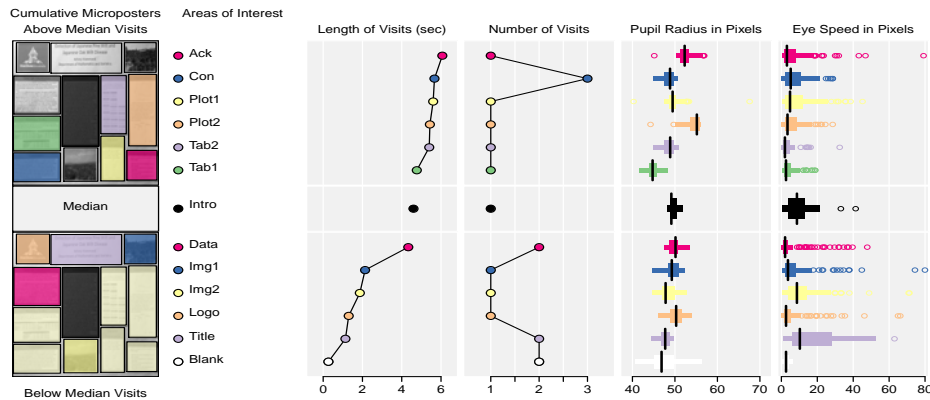 Cumulative Microposters
Above Median Visits
Areas of Interest
Length of Visits (sec)
Number of Visits
Pupil Radius in Pixels
Eye Speed in Pixels
Ack
Con
Plot1
Plot2
Tab2
Tab1
Median
Intro
Data
Img1
Img2
Logo
Title
Blank
Below Median Visits
0 2 4 6
1 2 3
40 50 60 70
0 20 40 60 80